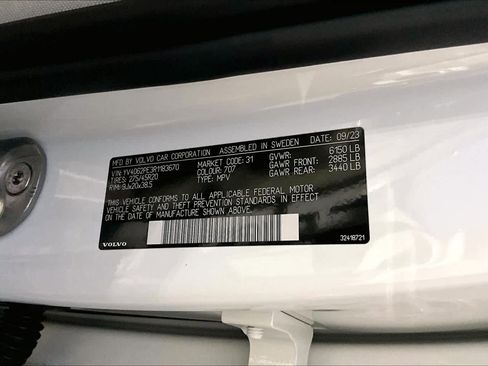 MFD BY VOLVO CAR CORPORATION ASSEMBLED IN SWEDEN DATE: 09/23
VIN: YV4062PE3R1183670 MARKET CODE: 31 GVWR: 6150 LB
TIRES: 275/45R20 COLOUR: 707 GAWR FRONT: 2885 LB
RIM: 9Jx20x38.5 TYPE: MPV GAWR REAR: 3440 LB
THIS VEHICLE CONFORMS TO ALL APPLICABLE FEDERAL MOTOR
VEHICLE SAFETY AND THEFT PREVENTION STANDARDS IN EFFECT
ON THE DATE OF MANUFACTURE SHOWN ABOVE.
VOLVO 32418721